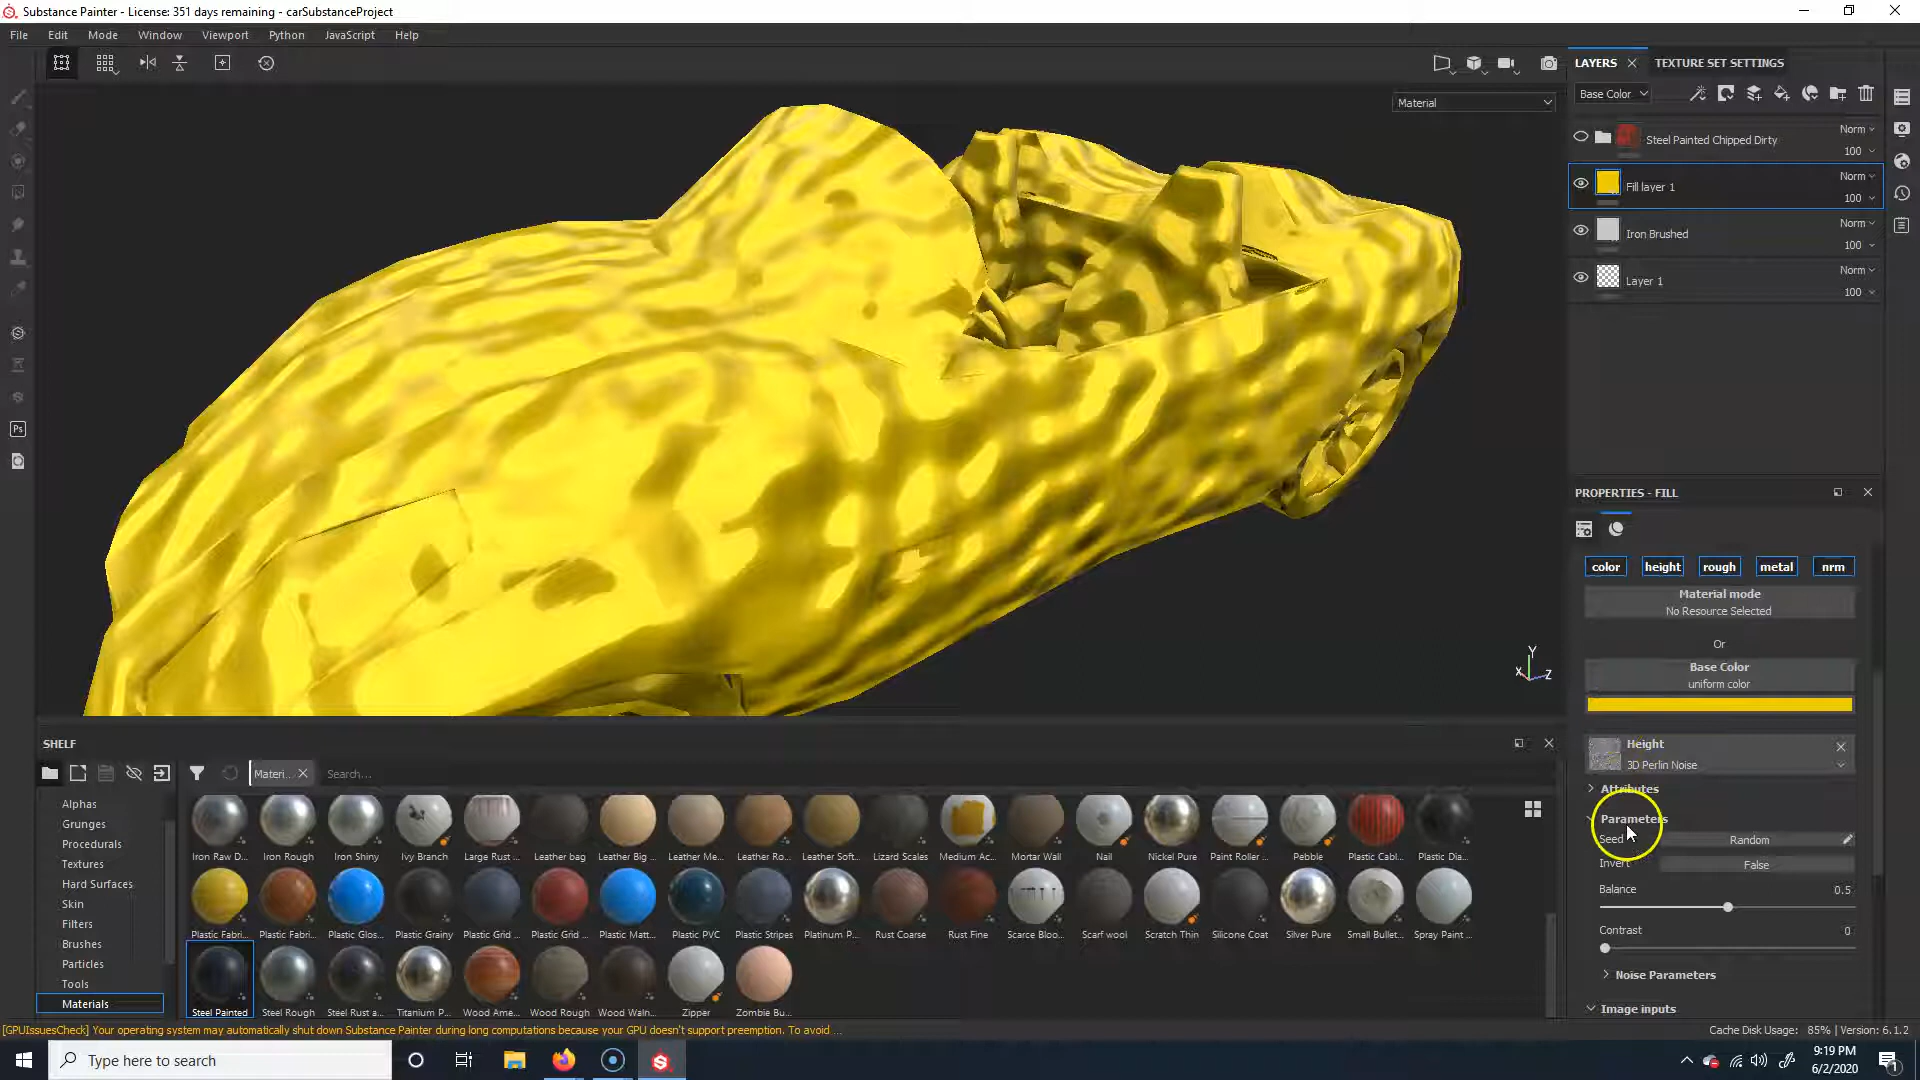 Substance Painter - License: 351 days remaining - carSubstanceProject
File Edit Mode Window Viewport Python JavaScript Help
Material
LAYERS TEXTURE SET SETTINGS
Base Color
Steel Painted Chipped Dirty Norm 100
Fill layer 1 Norm 100
Iron Brushed Norm 100
Layer 1 Norm 100
Y
X Z
PROPERTIES - FILL
color height rough metal nrm
Material mode
No Resource Selected
Or
Base Color
uniform color
Height
3D Perlin Noise
Attributes
Parameters
Seed Random
Invert False
Balance 0.5
Contrast 0
Noise Parameters
Image inputs
SHELF
Materi... Search...
Alphas
Grunges
Procedurals
Textures
Hard Surfaces
Skin
Filters
Brushes
Particles
Tools
Materials
Iron Raw D... Iron Rough Iron Shiny Ivy Branch Large Rust ... Leather bag Leather Big ... Leather Me... Leather Ro... Leather Soft... Lizard Scales Medium Ac... Mortar Wall Nail Nickel Pure Paint Roller ... Pebble Plastic Cabl... Plastic Dia...
Plastic Fabri... Plastic Fabri... Plastic Glos... Plastic Grainy Plastic Grid ... Plastic Grid ... Plastic Matt... Plastic PVC Plastic Stripes Platinum P... Rust Coarse Rust Fine Scarce Bloo... Scarf wool Scratch Thin Silicone Coat Silver Pure Small Bullet... Spray Paint ...
Steel Painted Steel Rough Steel Rust a... Titanium P... Wood Ame... Wood Rough Wood Waln... Zipper Zombie Bu...
[GPUIssuesCheck] Your operating system may automatically shut down Substance Painter during long computations because your GPU doesn't support preemption. To avoid ...
Cache Disk Usage: 85% | Version: 6.1.2
Ps
Type here to search
9:19 PM
6/2/2020
1